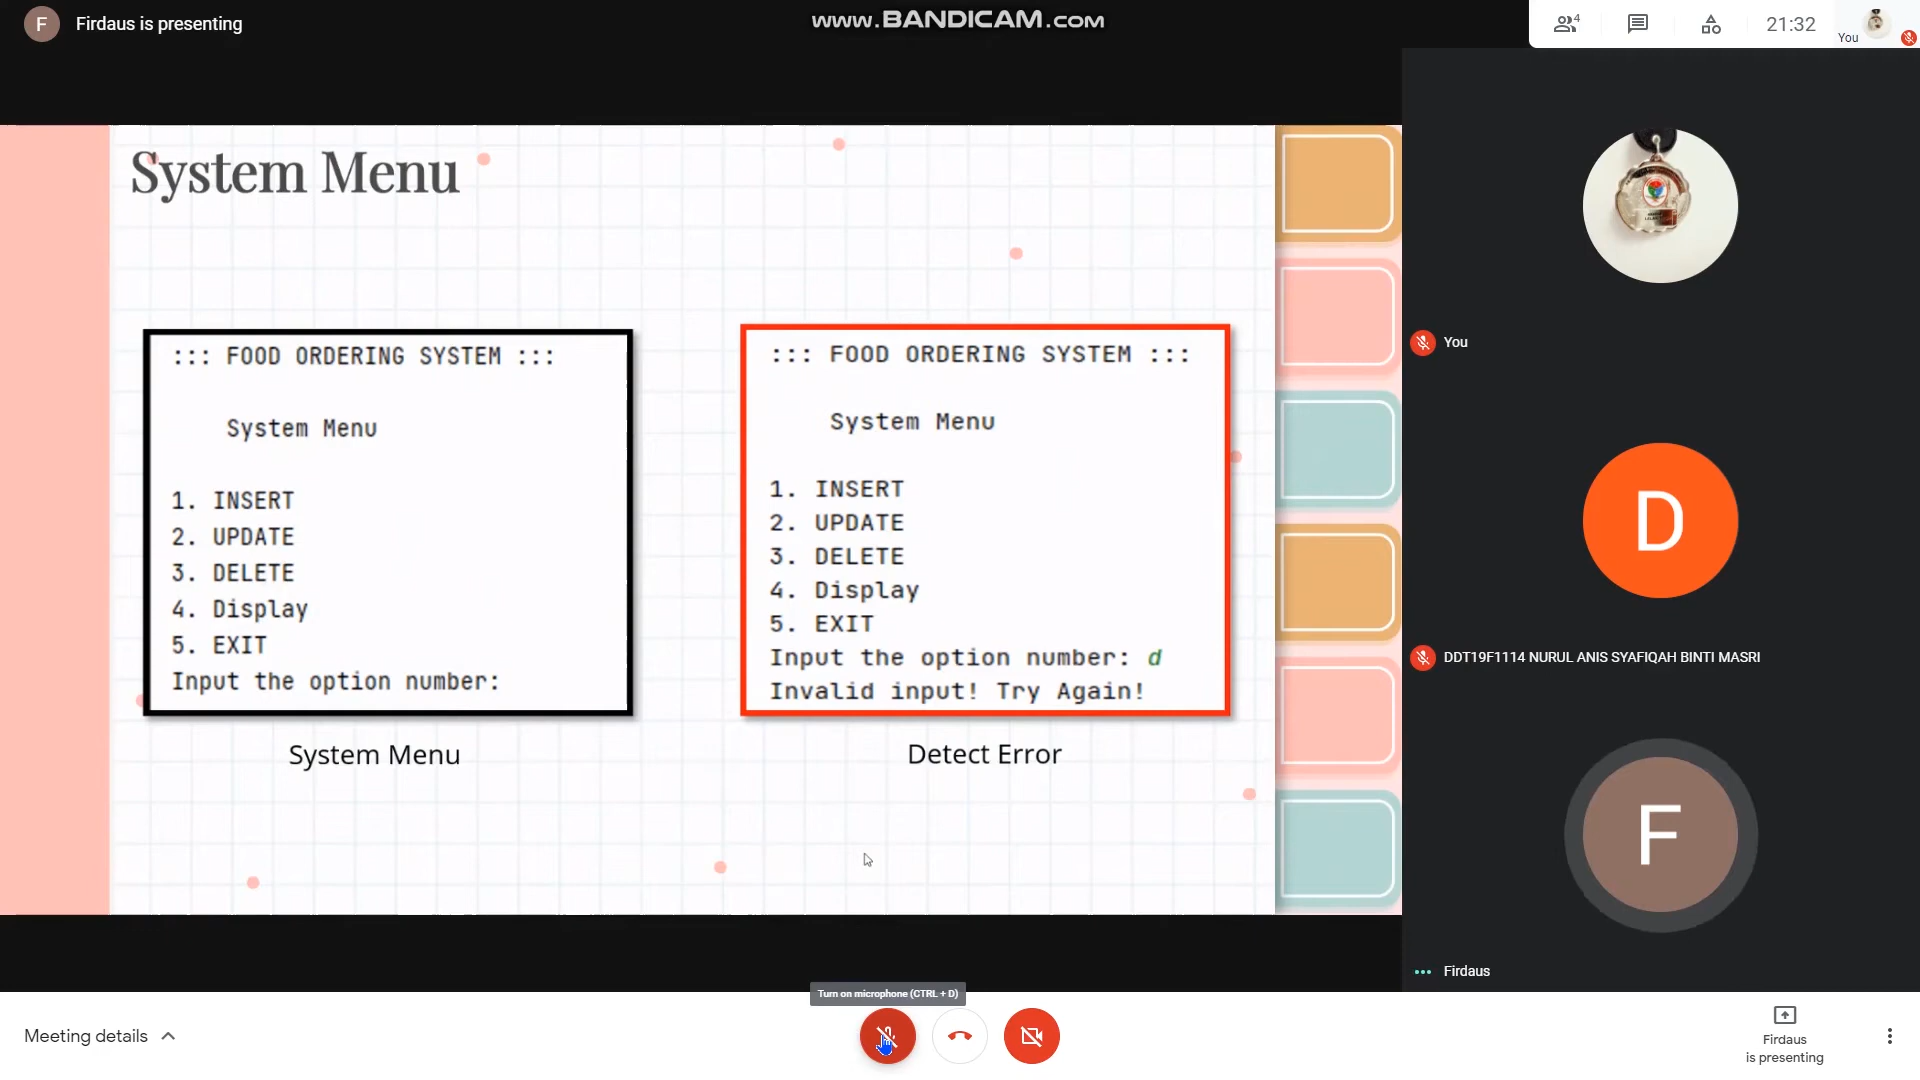 F
Firdaus is presenting
www.BANDICAM.com
4
21:32
You
System Menu
::: FOOD ORDERING SYSTEM :::
System Menu
1. INSERT
2. UPDATE
3. DELETE
4. Display
5. EXIT
Input the option number:
System Menu
::: FOOD ORDERING SYSTEM :::
System Menu
1. INSERT
2. UPDATE
3. DELETE
4. Display
5. EXIT
Input the option number: d
Invalid input! Try Again!
Detect Error
You
D
DDT19F1114 NURUL ANIS SYAFIQAH BINTI MASRI
F
Firdaus
Turn on microphone (CTRL + D)
Meeting details
Firdaus
is presenting